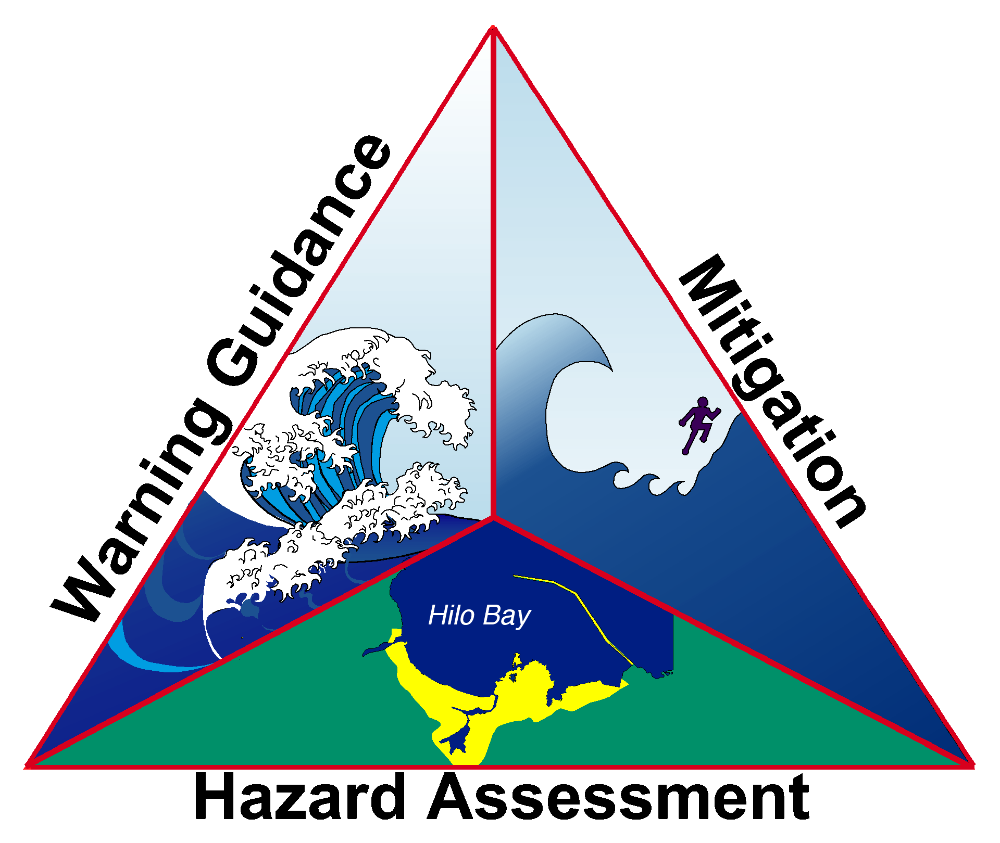 Warning Guidance
Mitigation
Hilo Bay
Hazard Assessment